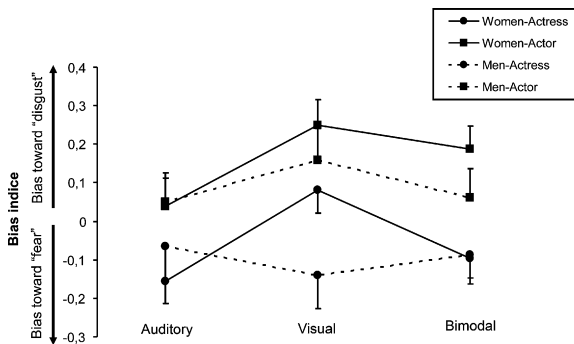 Women-Actress
Women-Actor
Men-Actress
Men-Actor
Bias indice
Bias toward "disgust"
Bias toward "fear"
0,4
0,3
0,2
0,1
0
-0,1
-0,2
-0,3
Auditory Visual Bimodal